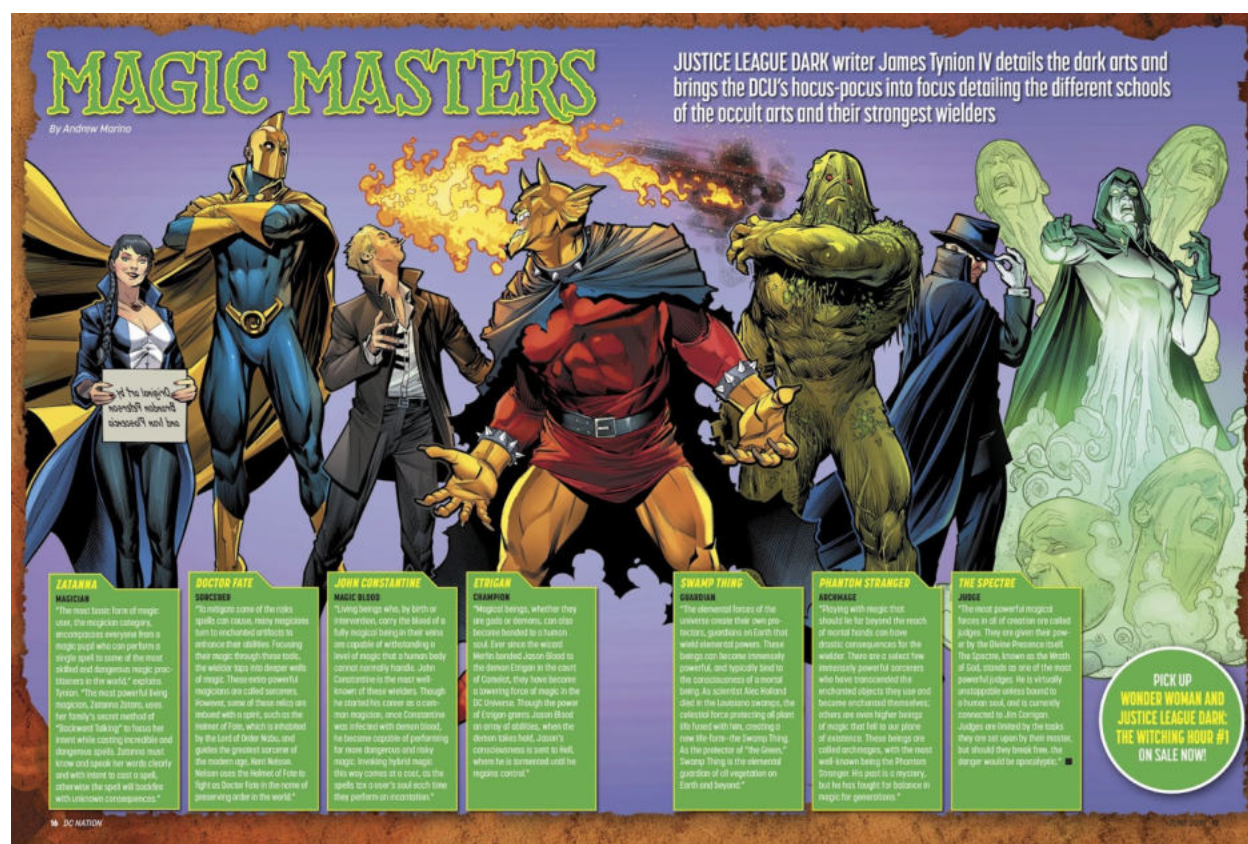 MAGIC MASTERS
By Andrew Marino
JUSTICE LEAGUE DARK writer James Tynion IV details the dark arts and
brings the DCU's hocus-pocus into focus detailing the different schools
of the occult arts and their strongest wielders
Original art by
Brandon Peterson
and Ivan Plascencia
ZATANNA
MAGICIAN
"The most basic form of magic
user, the magician category,
encompasses everyone from a
magic pupil who can perform a
single spell to some of the most
skilled and dangerous magic prac-
titioners in the world," explains
Tynion. "The most powerful living
magician, Zatanna Zatara, uses
her family's secret method of
"Backward Talking" to focus her
intent while casting incredible and
dangerous spells. Zatanna must
know and speak her words clearly
and with intent to cast a spell,
otherwise the spell will backfire
with unknown consequences."
DOCTOR FATE
SORCERER
"To mitigate some of the risks
spells can cause, many magicians
turn to enchanted artifacts to
enhance their abilities. Focusing
their magic through these tools,
the wielder taps into deeper wells
of magic. These extra powerful
magicians are called sorcerers.
However, some of these relics are
imbued with a spirit, such as the
Helmet of Fate, which is inhabited
by the Lord of Order Nabu, and
guides the greatest sorcerer of
the modern age, Kent Nelson.
Nelson uses the Helmet of Fate to
fight as Doctor Fate in the name of
preserving order in the world."
JOHN CONSTANTINE
MAGIC BLOOD
"Living beings who, by birth or
intervention, carry the blood of a
fully magical being in their veins
are capable of withstanding a
level of magic that a human body
cannot normally handle. John
Constantine is the most well-
known of these wielders. Though
he started his career as a com-
mon magician, once Constantine
was infected with demon blood,
he became capable of performing
far more dangerous and risky
magic. Invoking hybrid magic
this way comes at a cost, as the
spells tax a user's soul each time
they perform an incantation."
ETRIGAN
CHAMPION
"Magical beings, whether they
are gods or demons, can also
become bonded to a human
soul. Ever since the wizard
Merlin bonded Jason Blood to
the demon Etrigan in the court
of Camelot, they have become
a towering force of magic in the
DC Universe. Though the power
of Etrigan grants Jason Blood
an array of abilities, when the
demon takes hold, Jason's
consciousness is sent to Hell,
where he is tormented until he
regains control."
SWAMP THING
GUARDIAN
"The elemental forces of the
universe create their own pro-
tectors, guardians on Earth that
wield elemental powers. These
beings can become immensely
powerful, and typically bind to
the consciousness of a mortal
being. As scientist Alec Holland
died in the Louisiana swamps, the
celestial force protecting all plant
life fused with him, creating a
new life-form—the Swamp Thing.
As the protector of "the Green,"
Swamp Thing is the elemental
guardian of all vegetation on
Earth and beyond."
PHANTOM STRANGER
ARCHMAGE
"Playing with magic that
should lie far beyond the reach
of mortal hands can have
drastic consequences for the
wielder. There are a select few
immensely powerful sorcerers
who have transcended the
enchanted objects they use and
become enchanted themselves;
others are even higher beings
of magic that fell to our plane
of existence. These beings are
called archmages, with the most
well-known being the Phantom
Stranger. His past is a mystery,
but he has fought for balance in
magic for generations."
THE SPECTRE
JUDGE
"The most powerful magical
forces in all of creation are called
judges. They are given their pow-
er by the Divine Presence itself.
The Spectre, known as the Wrath
of God, stands as one of the most
powerful judges. He is virtually
unstoppable unless bound to
a human soul, and is currently
connected to Jim Corrigan.
Judges are limited by the tasks
they are set upon by their master,
but should they break free, the
danger would be apocalyptic."
PICK UP
WONDER WOMAN AND
JUSTICE LEAGUE DARK:
THE WITCHING HOUR #1
ON SALE NOW!
16 DC NATION